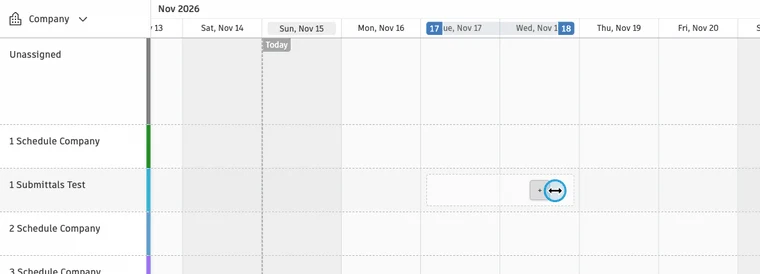 Nov 2026
Company
13
Sat, Nov 14
Sun, Nov 15
Mon, Nov 16
17
ue, Nov 17
Wed, Nov 1
18
Thu, Nov 19
Fri, Nov 20
S
Today
Unassigned
1 Schedule Company
1 Submittals Test
+
2 Schedule Company
3 Schedule Company